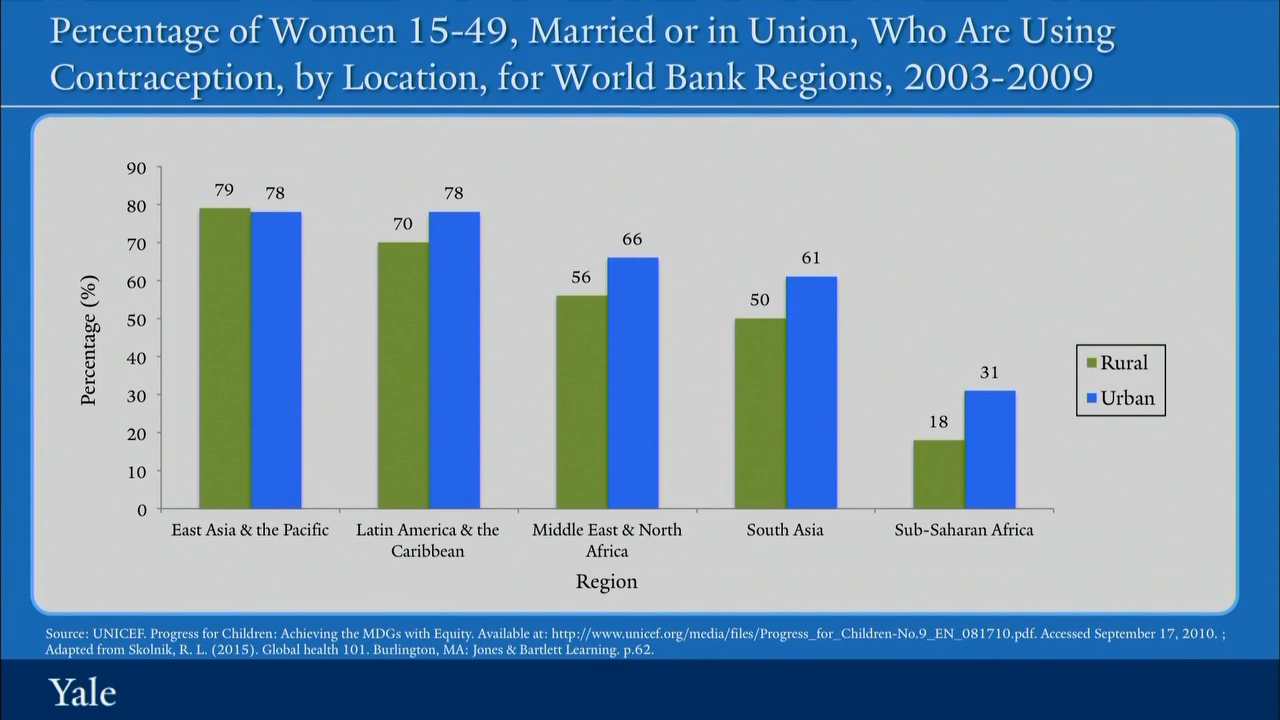 Percentage of Women 15-49, Married or in Union, Who Are Using
Contraception, by Location, for World Bank Regions, 2003-2009
90
80
70
60
50
40
30
20
10
0
Percentage (%)
79
78
70
78
56
66
50
61
18
31
East Asia & the Pacific
Latin America & the
Caribbean
Middle East & North
Africa
South Asia
Sub-Saharan Africa
Region
Rural
Urban
Source: UNICEF. Progress for Children: Achieving the MDGs with Equity. Available at: http://www.unicef.org/media/files/Progress_for_Children-No.9_EN_081710.pdf. Accessed September 17, 2010. ;
Adapted from Skolnik, R. L. (2015). Global health 101. Burlington, MA: Jones & Bartlett Learning. p.62.
Yale